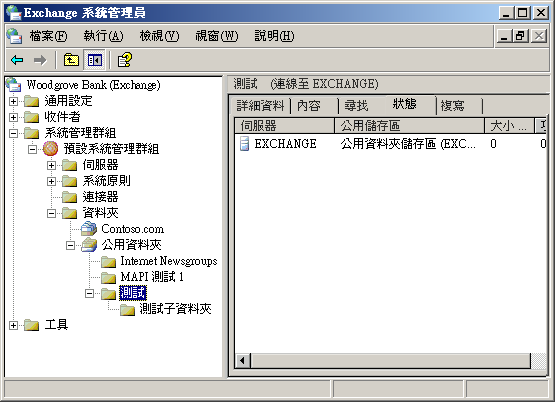 Exchange 系統管理員
檔案(F) 執行(A) 檢視(V) 視窗(W) 說明(H)
Woodgrove Bank (Exchange)
通用設定
收件者
系統管理群組
預設系統管理群組
伺服器
系統原則
連接器
資料夾
Contoso.com
公用資料夾
Internet Newsgroups
MAPI 測試 1
測試
測試子資料夾
工具
測試 (連線至 EXCHANGE)
詳細資料 內容 尋找 狀態 複寫
伺服器 公用儲存區 大小 ...
EXCHANGE 公用資料夾儲存區 (EXC... 0 0